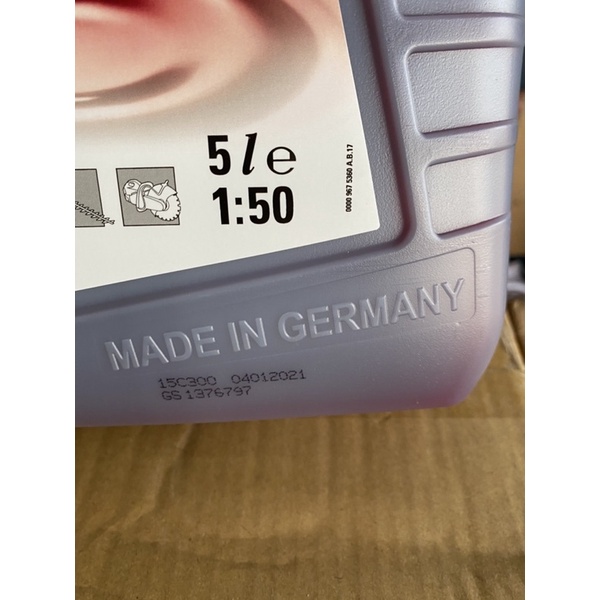 5 l e
1:50
0000 967 5360 A.B.17
MADE IN GERMANY
15C300 04012021
GS 1376797